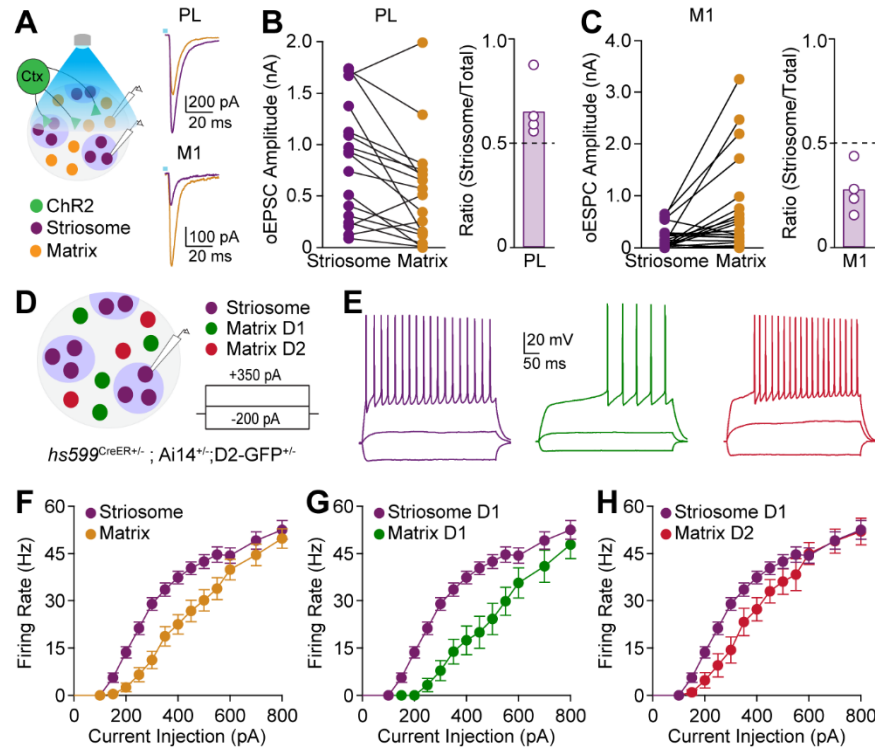 A
PL
Ctx
200 pA
20 ms
M1
100 pA
20 ms
ChR2
Striosome
Matrix
B
PL
oEPSC Amplitude (nA)
2.0
1.5
1.0
0.5
0
Striosome Matrix
Ratio (Striosome/Total)
1.0
0.5
0
PL
C
M1
oESPC Amplitude (nA)
4.0
3.0
2.0
1.0
0
Striosome Matrix
Ratio (Striosome/Total)
1.0
0.5
0
M1
D
Striosome
Matrix D1
Matrix D2
+350 pA
-200 pA
hs599CreER+/- ; Ai14+/-;D2-GFP+/-
E
20 mV
50 ms
F
Striosome
Matrix
Firing Rate (Hz)
60
45
30
15
0
0 200 400 600 800
Current Injection (pA)
G
Striosome D1
Matrix D1
Firing Rate (Hz)
60
45
30
15
0
0 200 400 600 800
Current Injection (pA)
H
Striosome D1
Matrix D2
Firing Rate (Hz)
60
45
30
15
0
0 200 400 600 800
Current Injection (pA)